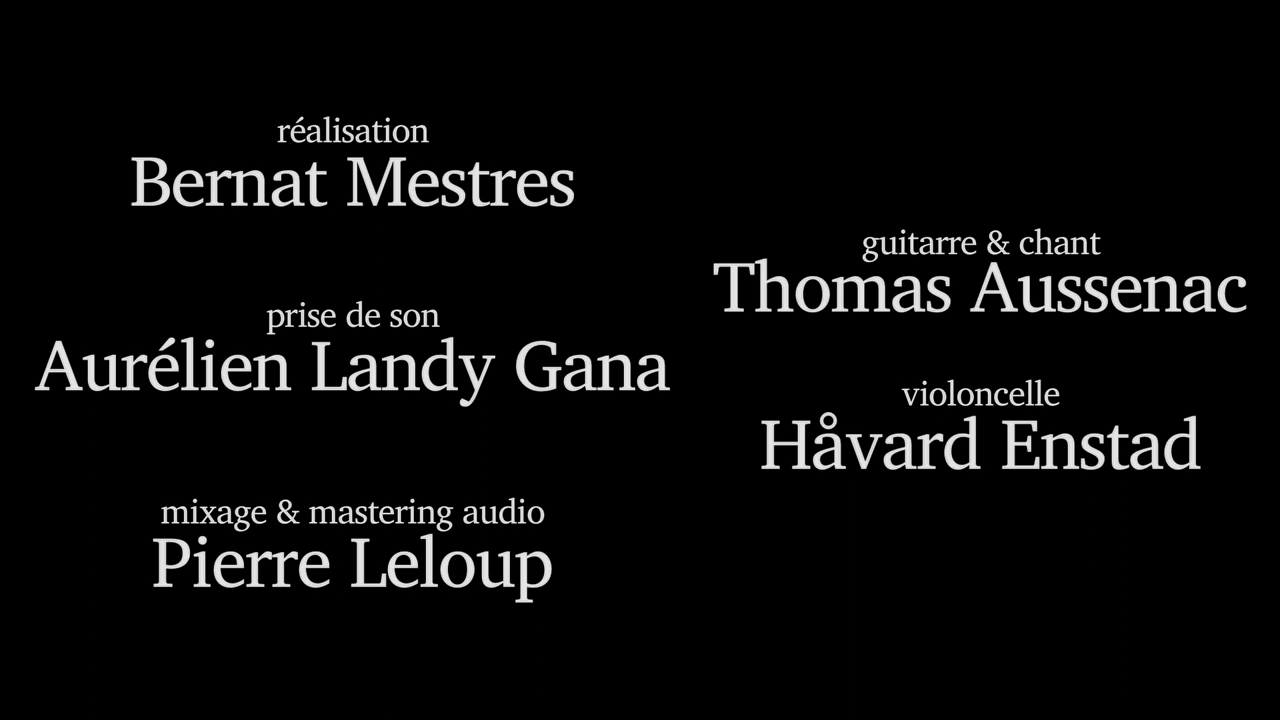 réalisation
Bernat Mestres
prise de son
Aurélien Landy Gana
mixage & mastering audio
Pierre Leloup
guitarre & chant
Thomas Aussenac
violoncelle
Håvard Enstad